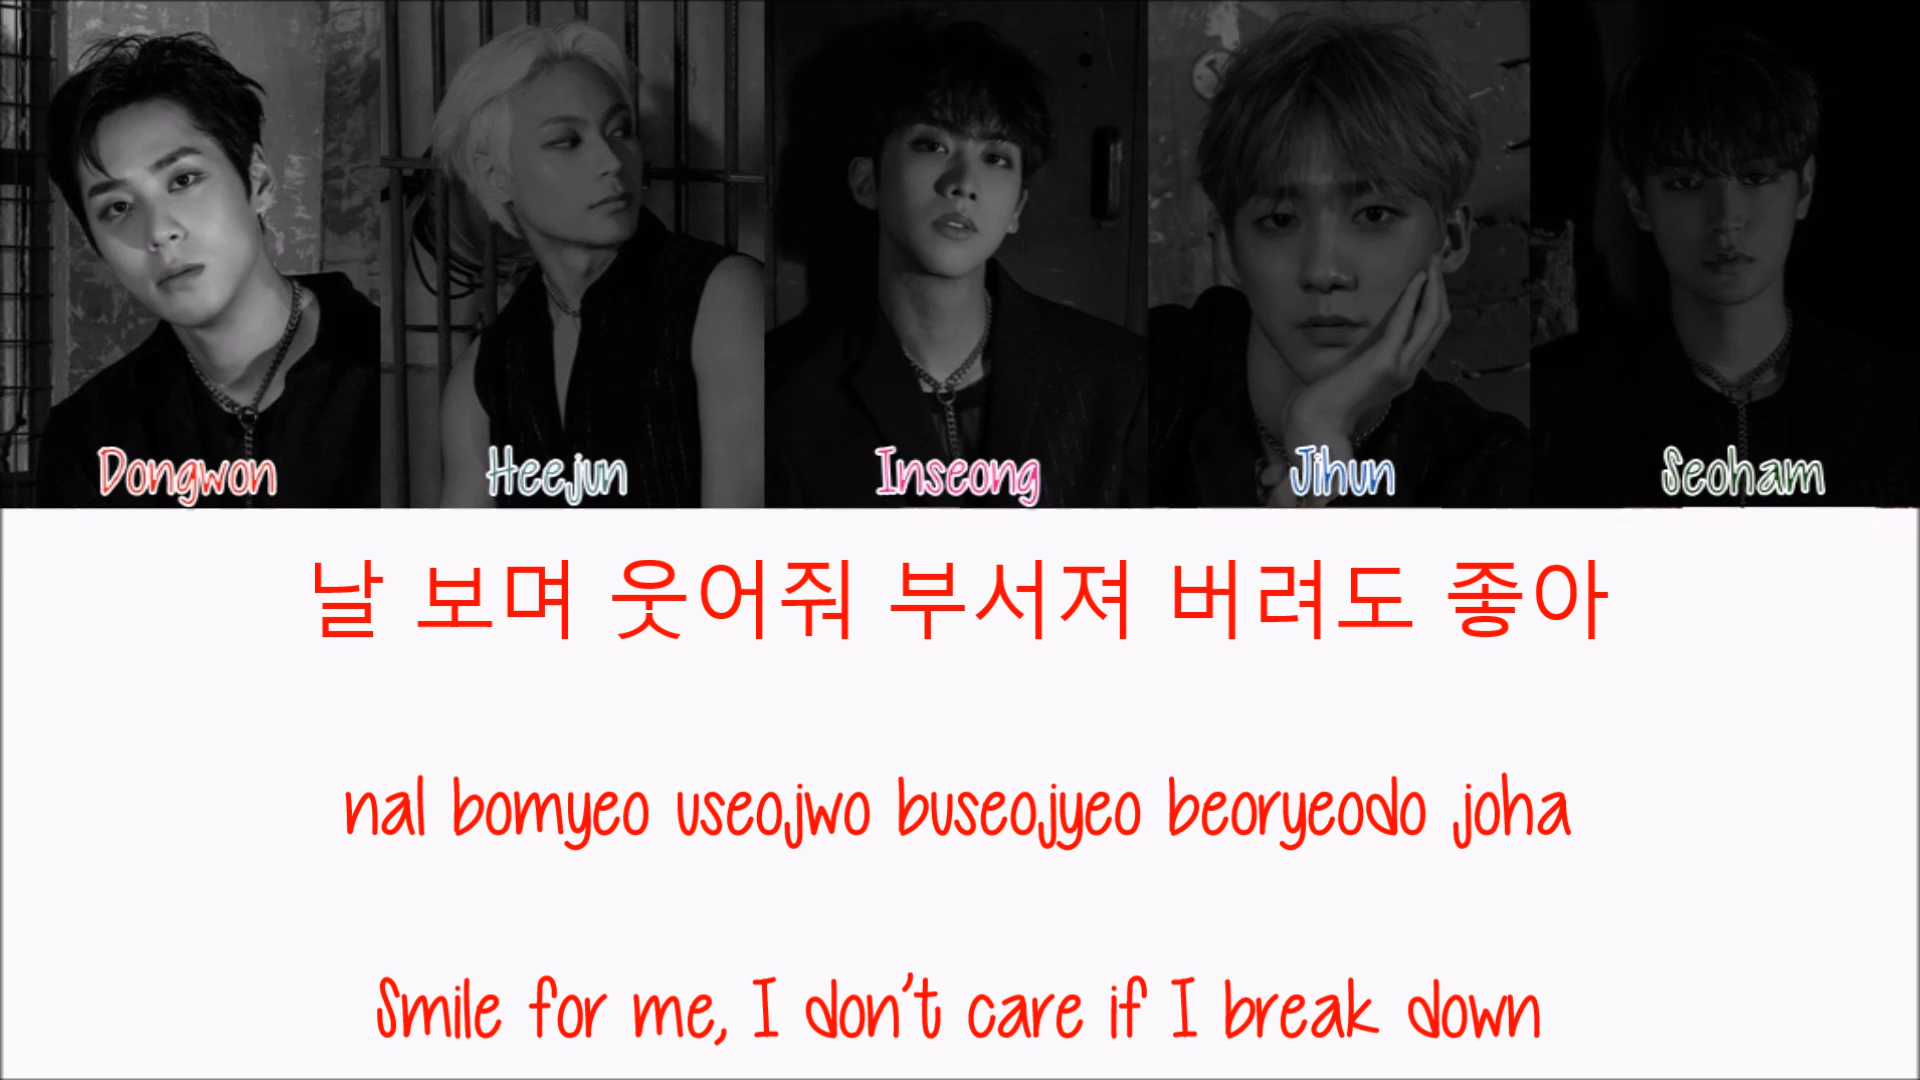 Dongwon Heejun Inseong Jihun Seoham
날 보며 웃어줘 부서져 버려도 좋아
nal bomyeo useojwo buseojyeo beoryeodo joha
Smile for me, I don't care if I break down